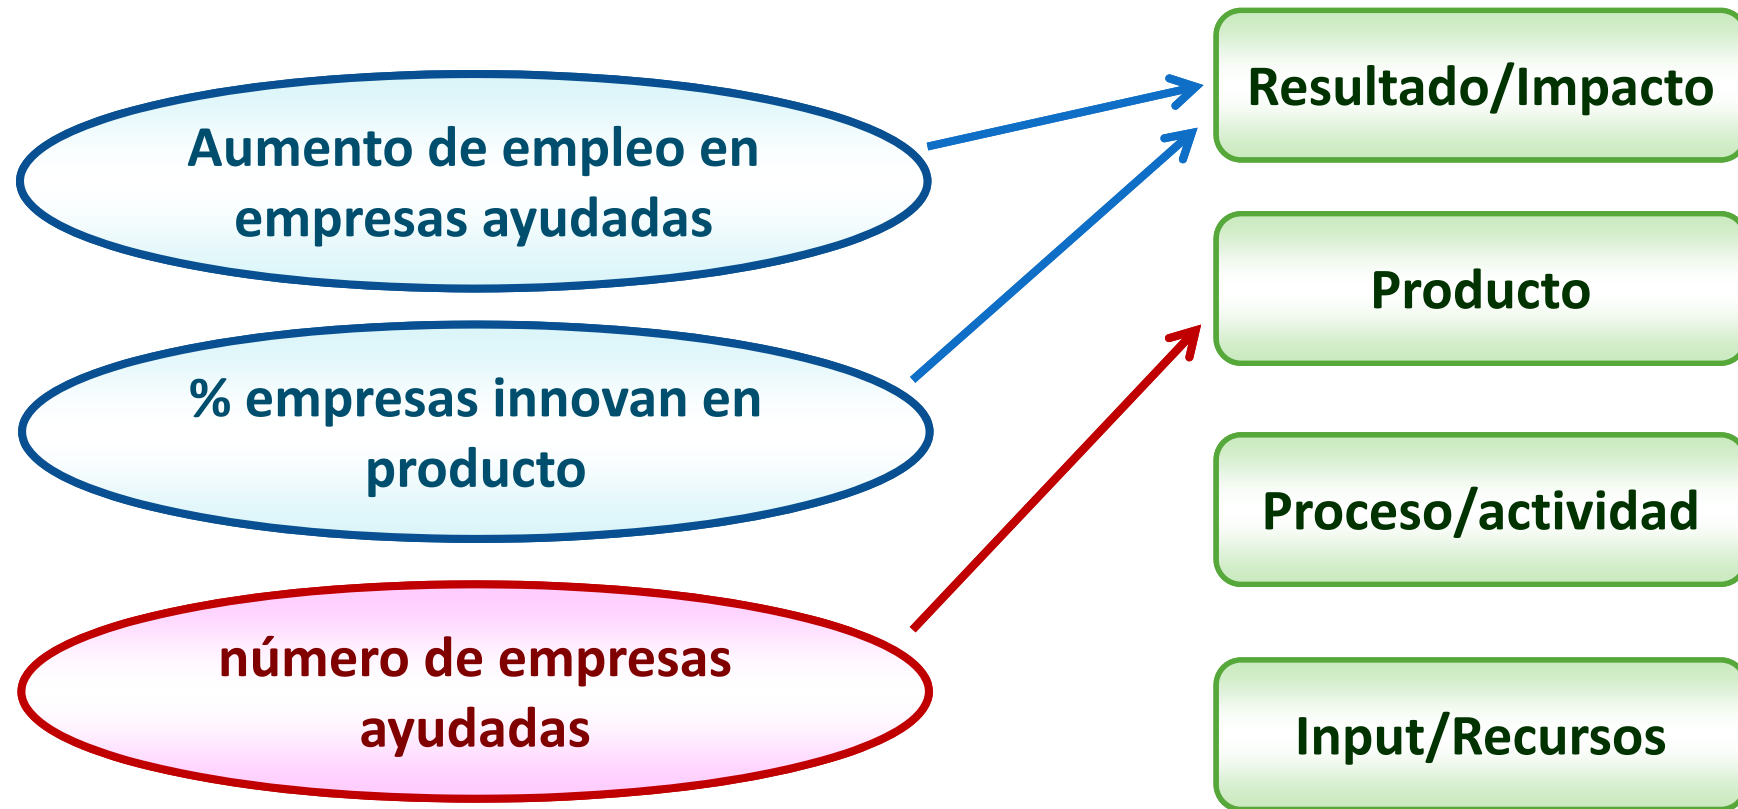 Aumento de empleo en
empresas ayudadas
% empresas innovan en
producto
número de empresas
ayudadas
Resultado/Impacto
Producto
Proceso/actividad
Input/Recursos